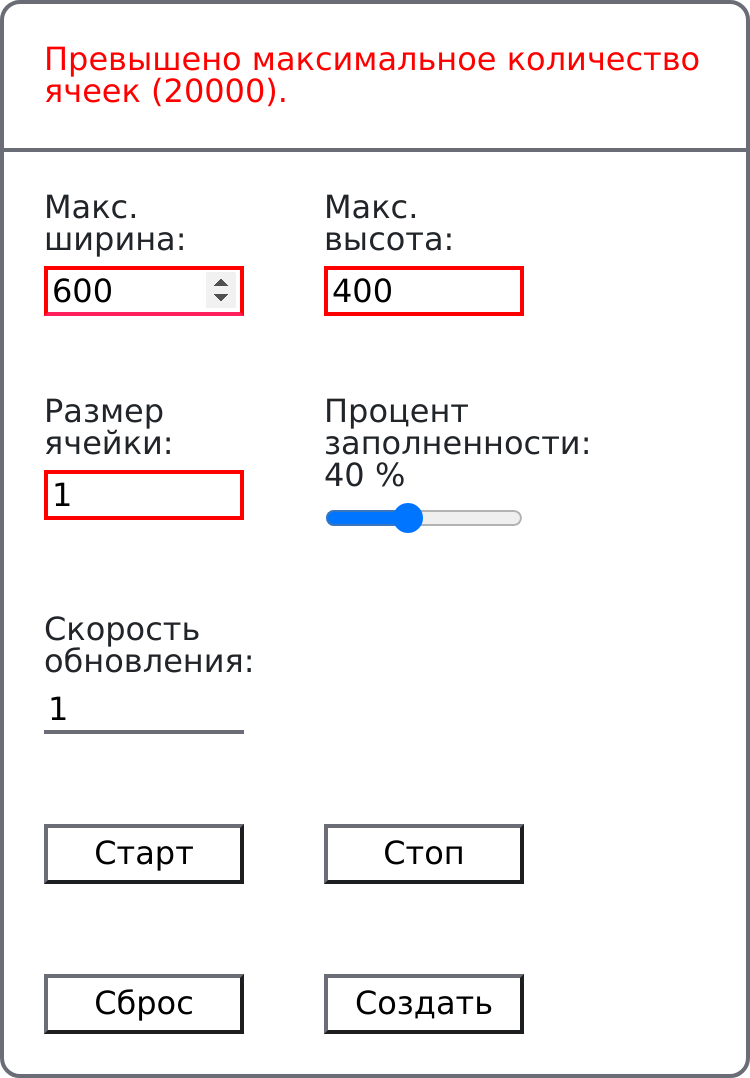 Превышено максимальное количество
ячеек (20000).
Макс.
ширина:
600
Макс.
высота:
400
Размер
ячейки:
1
Процент
заполненности:
40 %
Скорость
обновления:
1
Старт
Стоп
Сброс
Создать